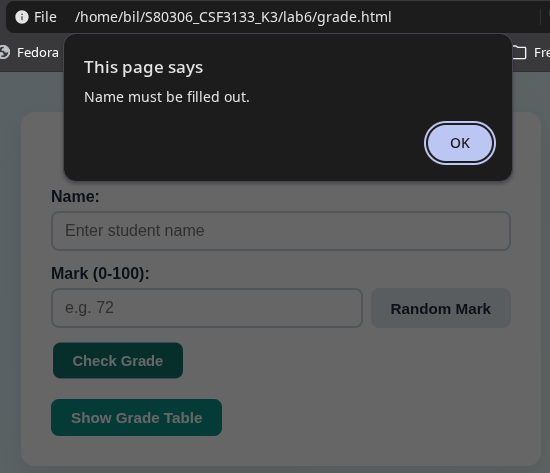 File /home/bil/S80306_CSF3133_K3/lab6/grade.html
Fedora
Fre
This page says
Name must be filled out.
OK
Name:
Enter student name
Mark (0-100):
e.g. 72
Random Mark
Check Grade
Show Grade Table